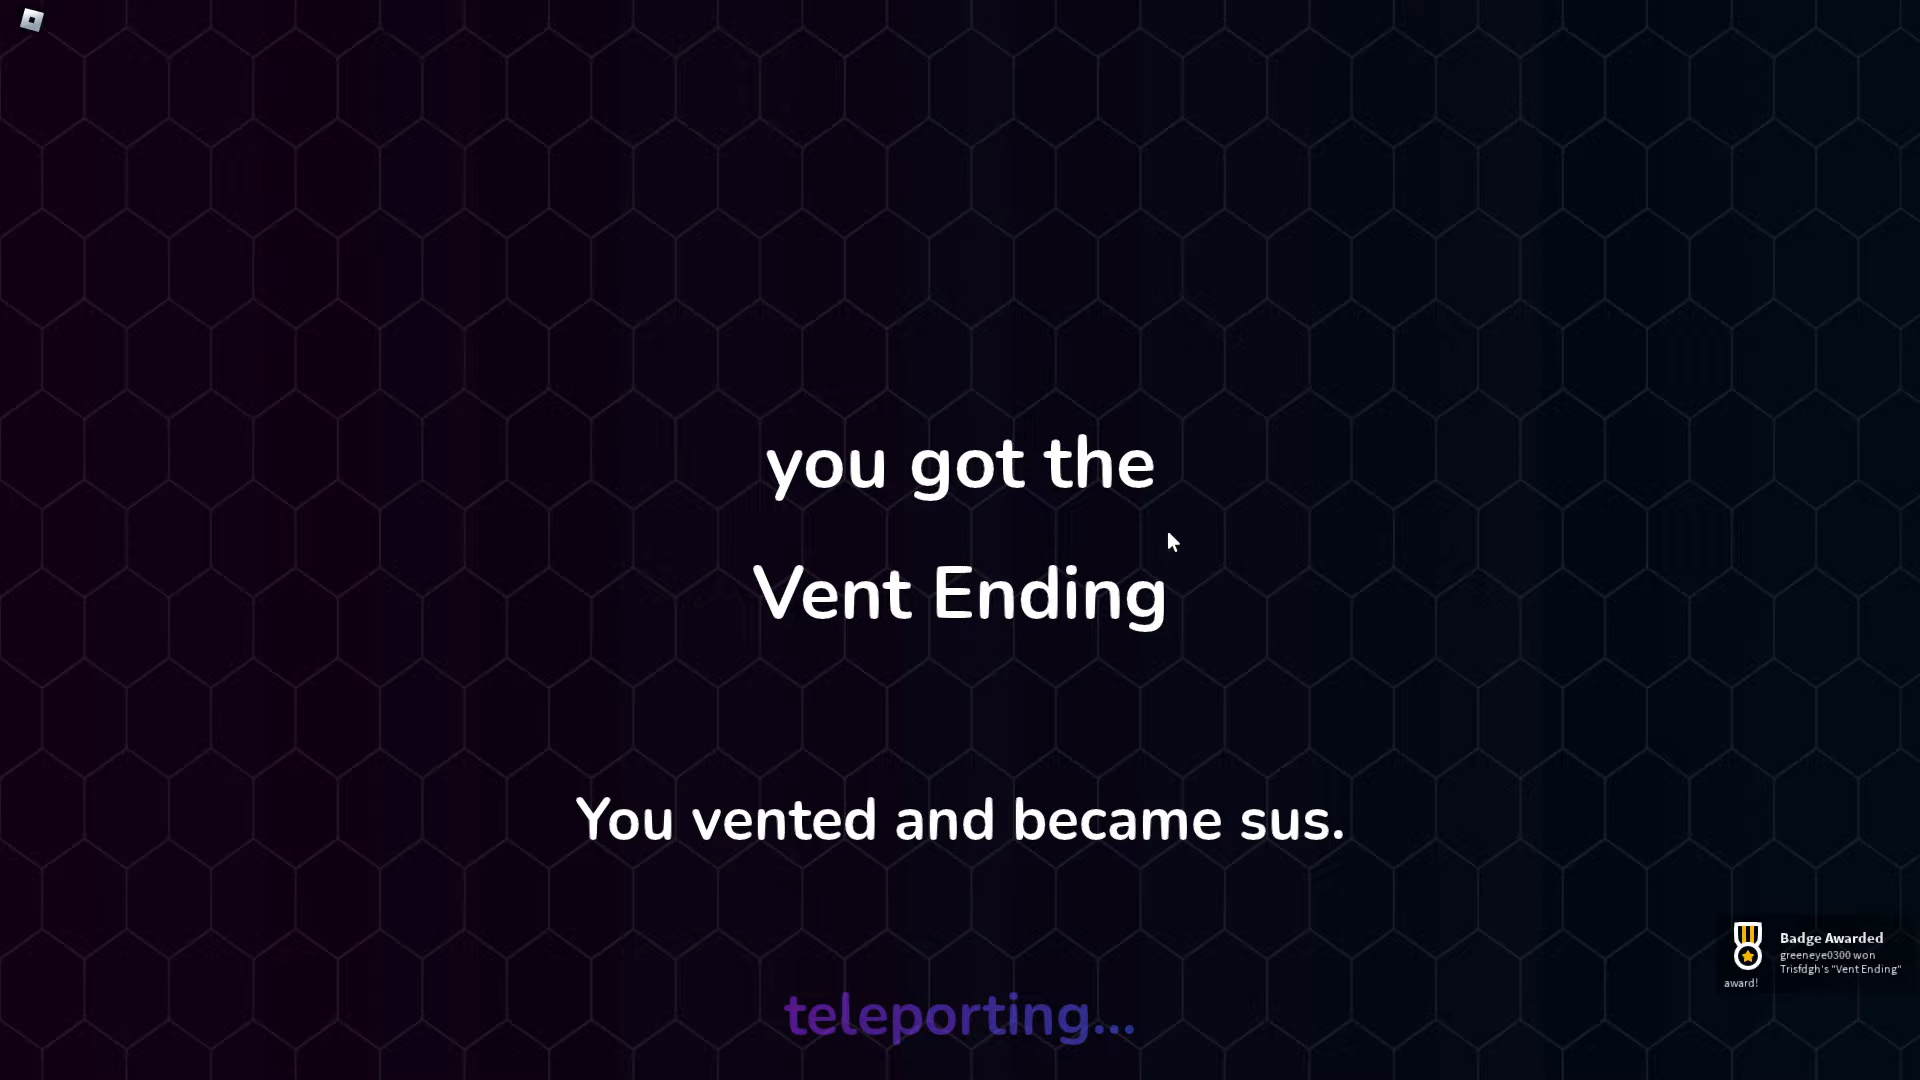 you got the
Vent Ending
You vented and became sus.
Badge Awarded
greeneye0300 won
Trisfdgh's "Vent Ending"
award!
teleporting...